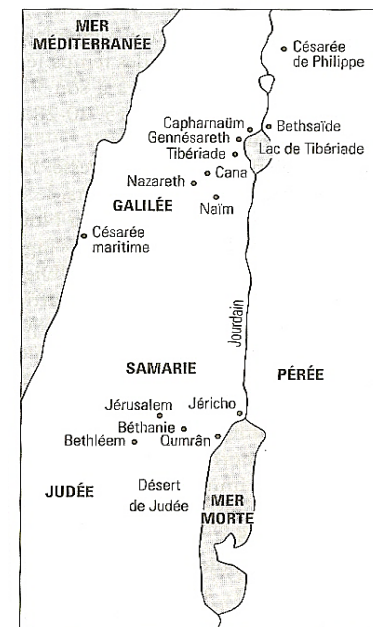 MER
MÉDITERRANÉE
Césarée
de Philippe
Capharnaüm
Bethsaïde
Gennésareth
Lac de Tibériade
Tibériade
Cana
Nazareth
GALILÉE
Naïm
Césarée
maritime
Jourdain
SAMARIE
PÉRÉE
Jérusalem
Jéricho
Béthanie
Bethléem
Qumrân
JUDÉE
Désert
de Judée
MER
MORTE